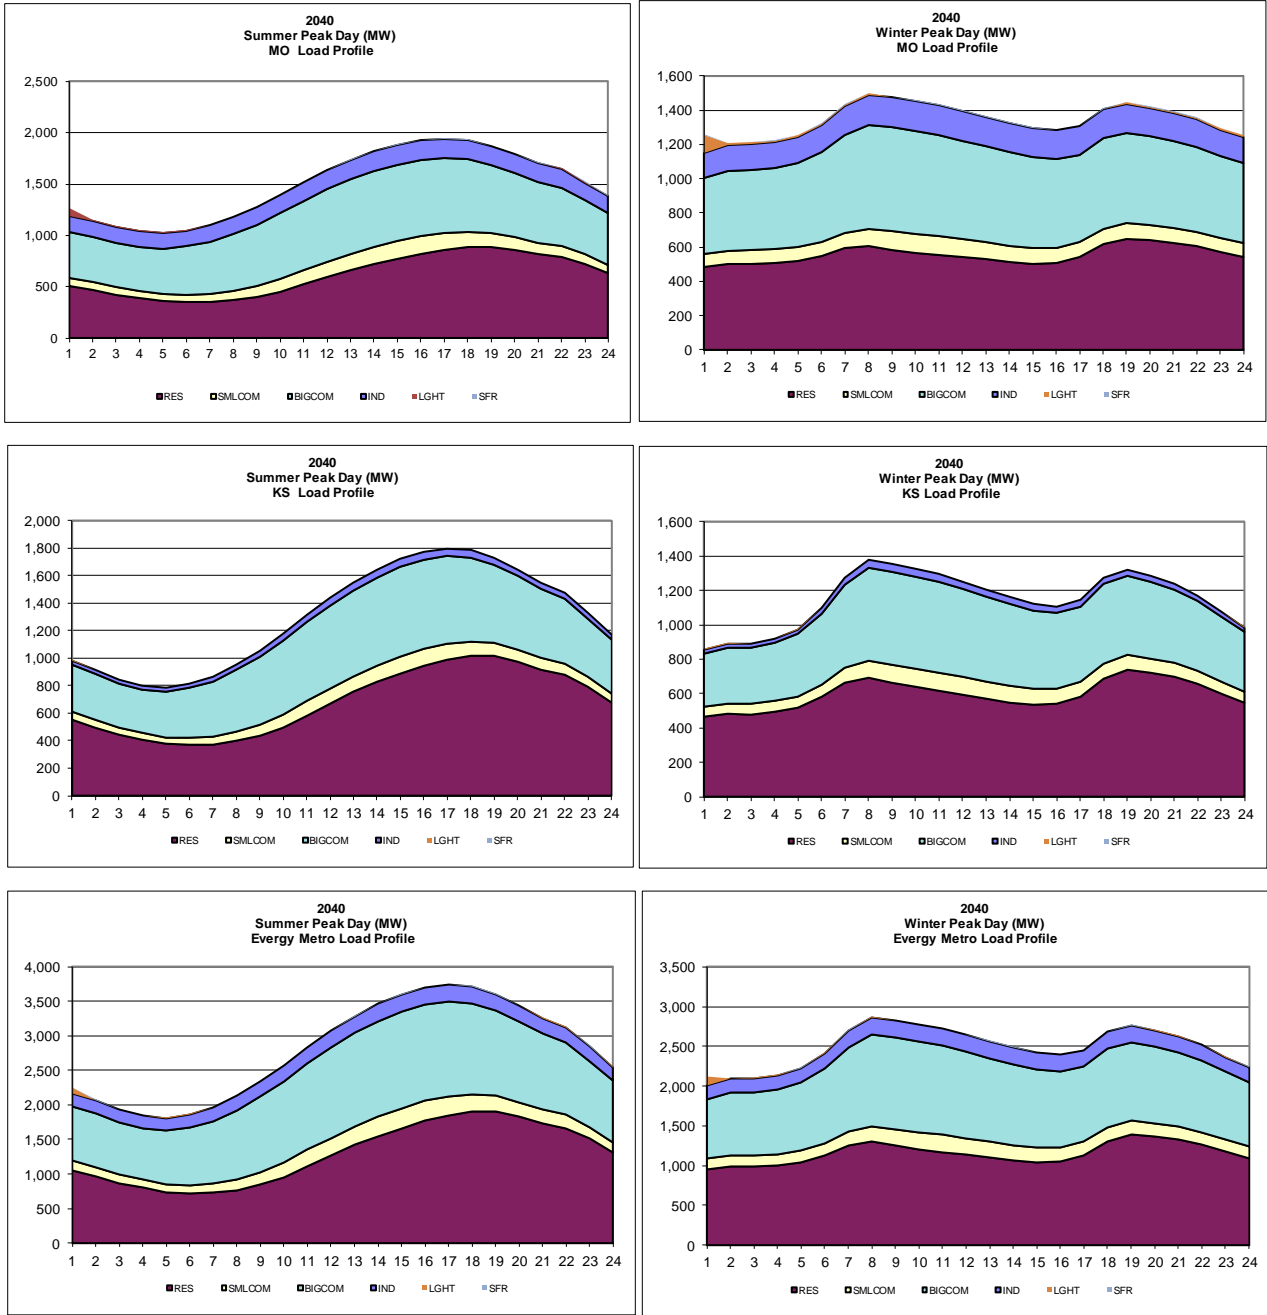 2040
Summer Peak Day (MW)
MO Load Profile
2,500
2,000
1,500
1,000
500
0
1 2 3 4 5 6 7 8 9 10 11 12 13 14 15 16 17 18 19 20 21 22 23 24
RES SMLCOM BIGCOM IND LGHT SFR
2040
Winter Peak Day (MW)
MO Load Profile
1,600
1,400
1,200
1,000
800
600
400
200
0
1 2 3 4 5 6 7 8 9 10 11 12 13 14 15 16 17 18 19 20 21 22 23 24
RES SMLCOM BIGCOM IND LGHT SFR
2040
Summer Peak Day (MW)
KS Load Profile
2,000
1,800
1,600
1,400
1,200
1,000
800
600
400
200
0
1 2 3 4 5 6 7 8 9 10 11 12 13 14 15 16 17 18 19 20 21 22 23 24
RES SMLCOM BIGCOM IND LGHT SFR
2040
Winter Peak Day (MW)
KS Load Profile
1,600
1,400
1,200
1,000
800
600
400
200
0
1 2 3 4 5 6 7 8 9 10 11 12 13 14 15 16 17 18 19 20 21 22 23 24
RES SMLCOM BIGCOM IND LGHT SFR
2040
Summer Peak Day (MW)
Evergy Metro Load Profile
4,000
3,500
3,000
2,500
2,000
1,500
1,000
500
0
1 2 3 4 5 6 7 8 9 10 11 12 13 14 15 16 17 18 19 20 21 22 23 24
RES SMLCOM BIGCOM IND LGHT SFR
2040
Winter Peak Day (MW)
Evergy Metro Load Profile
3,500
3,000
2,500
2,000
1,500
1,000
500
0
1 2 3 4 5 6 7 8 9 10 11 12 13 14 15 16 17 18 19 20 21 22 23 24
RES SMLCOM BIGCOM IND LGHT SFR